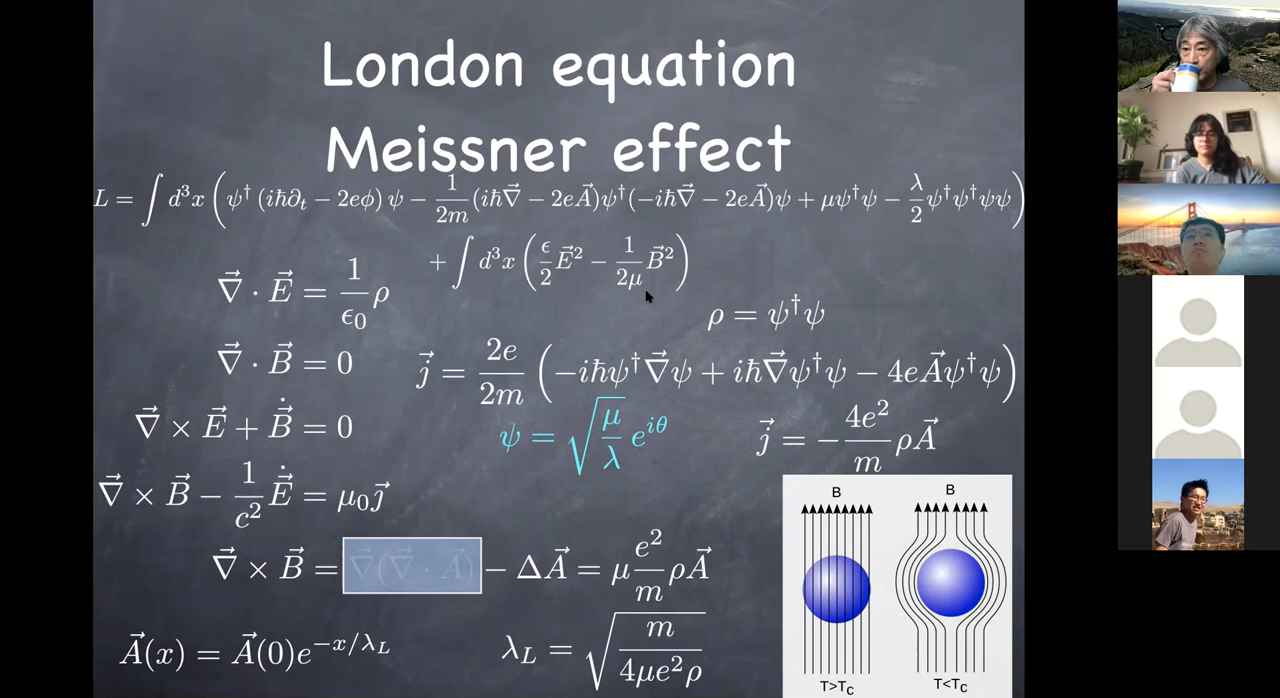 London equation
Meissner effect
L = ∫ d³x ( ψ† (iħ∂ₜ − 2eϕ) ψ − 1/2m (iħ∇⃗ − 2eA⃗)ψ†(−iħ∇⃗ − 2eA⃗)ψ + μψ†ψ − λ/2 ψ†ψ†ψψ )
+ ∫ d³x ( ϵ/2 E⃗² − 1/2μ B⃗² )
∇⃗ · E⃗ = 1/ϵ₀ ρ
ρ = ψ†ψ
∇⃗ · B⃗ = 0
j⃗ = 2e/2m ( −iħψ†∇⃗ψ + iħ∇⃗ψ†ψ − 4eA⃗ψ†ψ )
∇⃗ × E⃗ + Ḃ⃗ = 0
ψ = √(μ/λ) e^{iθ}
j⃗ = − 4e²/m ρA⃗
∇⃗ × B⃗ − 1/c² Ė⃗ = μ₀j⃗
∇⃗ × B⃗ = ∇⃗(∇⃗ · A⃗) − ΔA⃗ = μ e²/m ρA⃗
A⃗(x) = A⃗(0)e^{−x/λ_L}
λ_L = √(m/4μe²ρ)
B
B
T>T_C
T<T_C